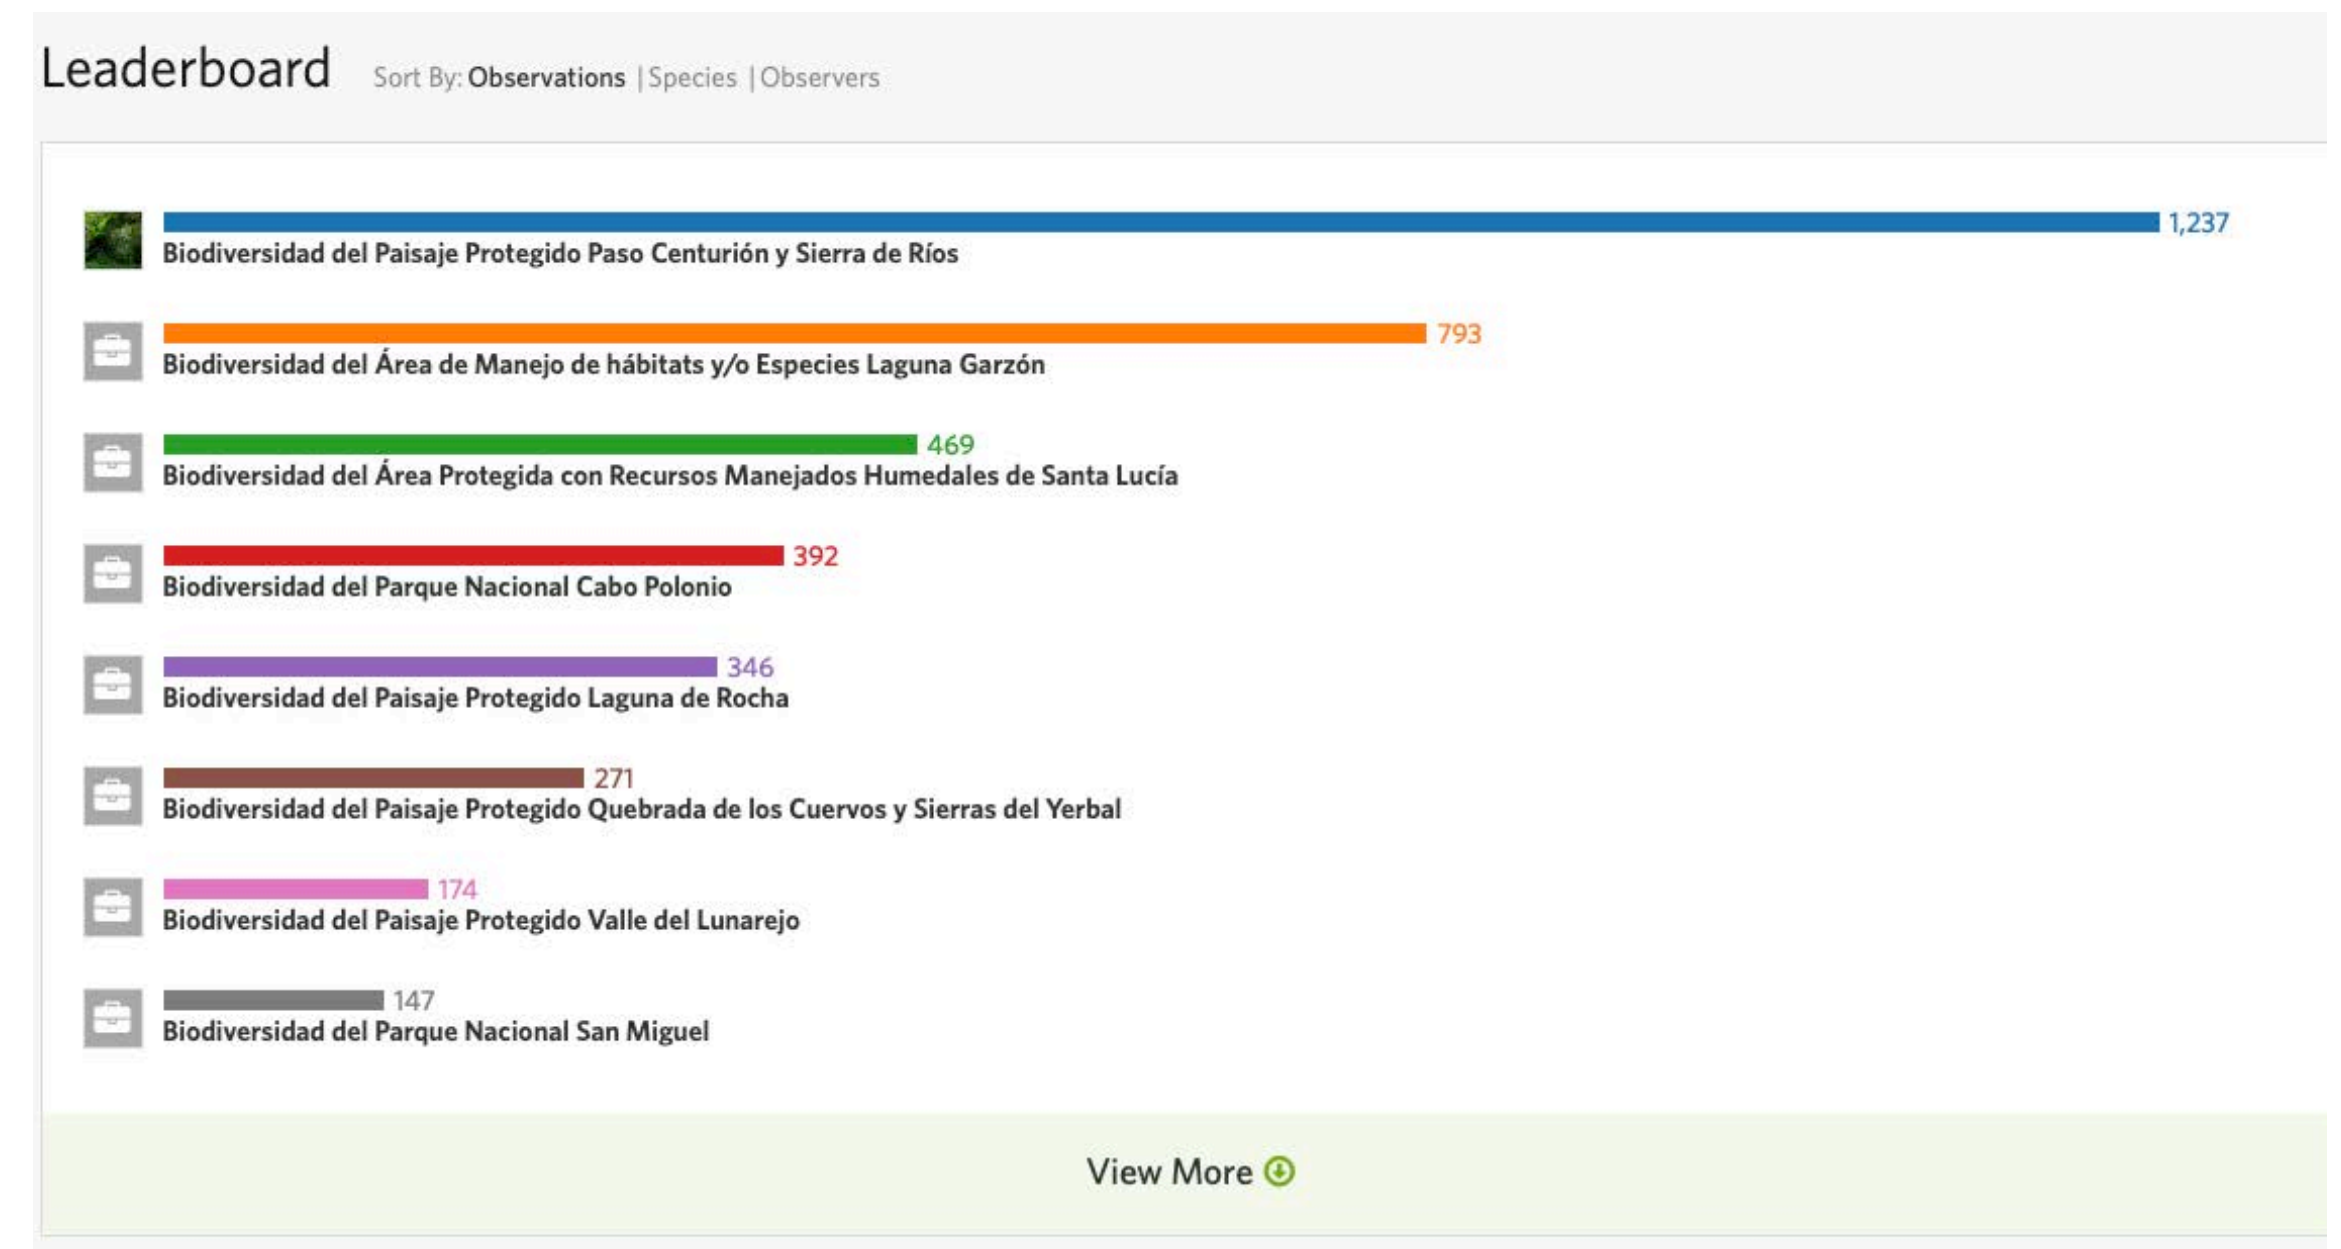 Leaderboard Sort By: Observations | Species | Observers
1,237
Biodiversidad del Paisaje Protegido Paso Centurión y Sierra de Ríos
793
Biodiversidad del Área de Manejo de hábitats y/o Especies Laguna Garzón
469
Biodiversidad del Área Protegida con Recursos Manejados Humedales de Santa Lucía
392
Biodiversidad del Parque Nacional Cabo Polonio
346
Biodiversidad del Paisaje Protegido Laguna de Rocha
271
Biodiversidad del Paisaje Protegido Quebrada de los Cuervos y Sierras del Yerbal
174
Biodiversidad del Paisaje Protegido Valle del Lunarejo
147
Biodiversidad del Parque Nacional San Miguel
View More